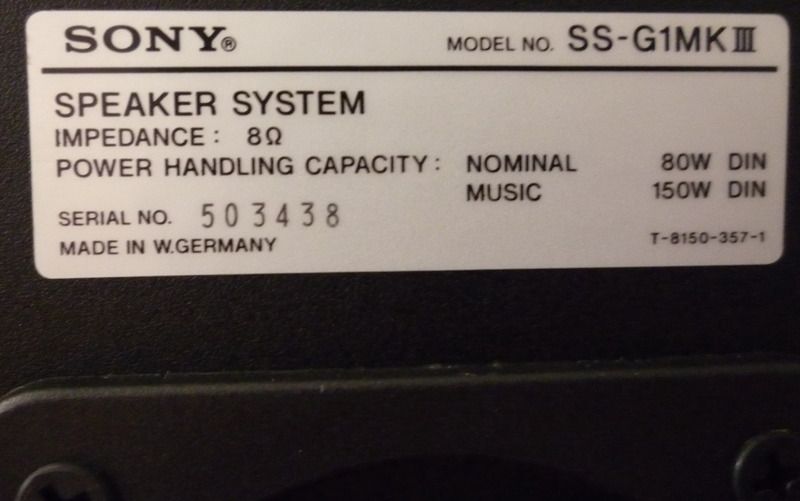 SONY® MODEL NO. SS-G1MKⅢ
SPEAKER SYSTEM
IMPEDANCE: 8Ω
POWER HANDLING CAPACITY: NOMINAL 80W DIN
MUSIC 150W DIN
SERIAL NO. 503438
MADE IN W.GERMANY T-8150-357-1